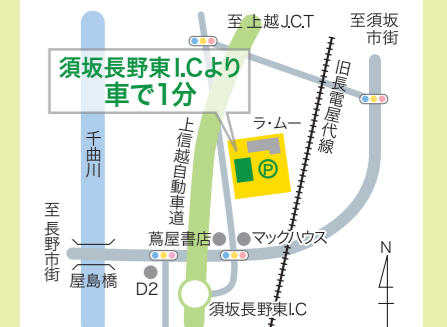 至 上越J.C.T
至須坂
市街
須坂長野東I.Cより
車で1分
旧長電屋代線
ラ・ムー
P
千曲川
上信越自動車道
至長野市街
蔦屋書店
マックハウス
屋島橋
D2
須坂長野東I.C
N